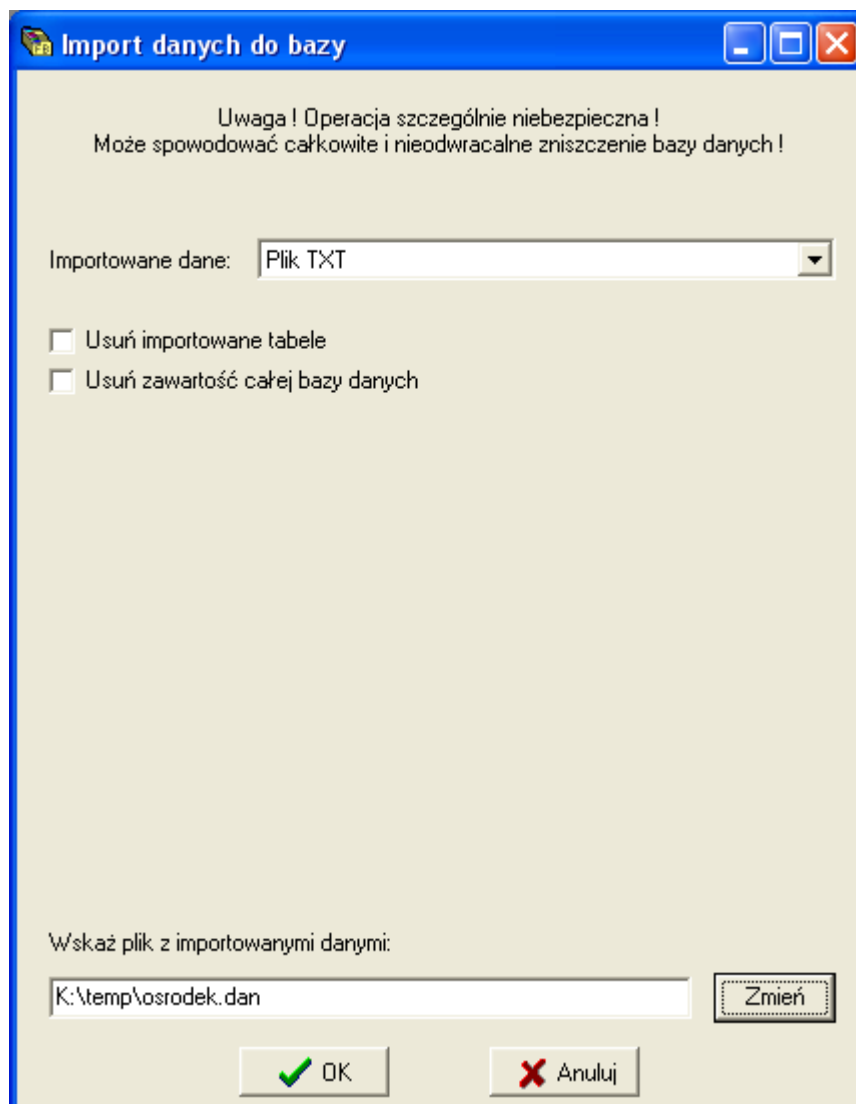 Import danych do bazy
Uwaga ! Operacja szczególnie niebezpieczna !
Może spowodować całkowite i nieodwracalne zniszczenie bazy danych !
Importowane dane: Plik TXT
Usuń importowane tabele
Usuń zawartość całej bazy danych
Wskaż plik z importowanymi danymi:
K:\temp\osrodek.dan Zmień
OK Anuluj